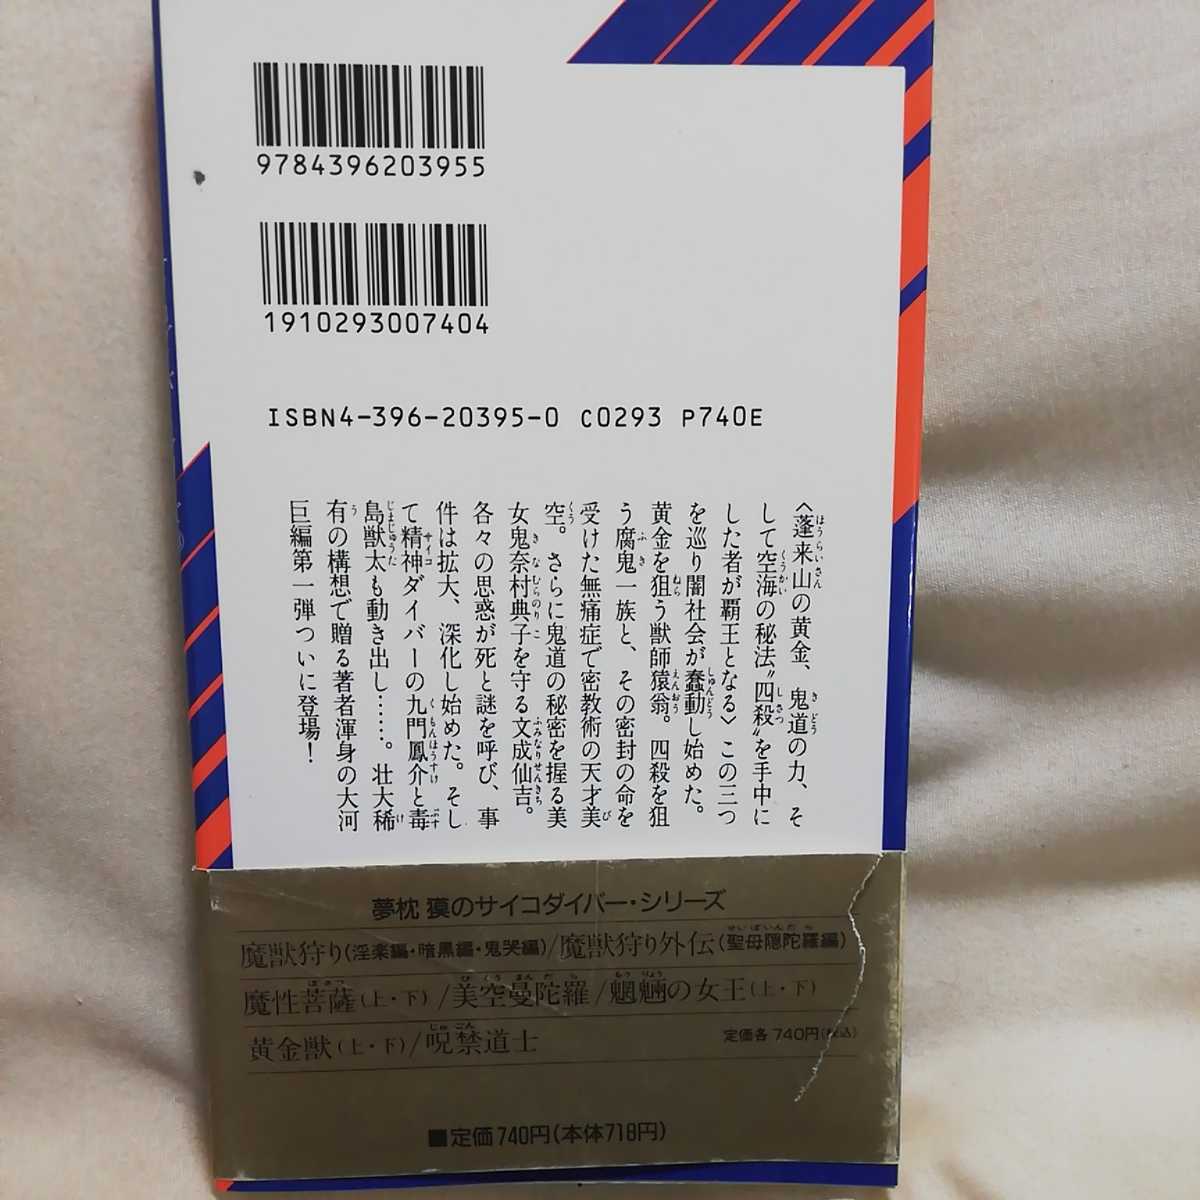 9784396203955
1910293007404
ISBN4-396-20395-0 C0293 P740E
〈蓬来山の黄金、鬼道の力、そ
して空海の秘法〝四殺〟を手中に
した者が覇王となる〉この三つ
を巡り闇社会が蠢動し始めた。
黄金を狙う獣師猿翁。四殺を狙
う腐鬼一族と、その密封の命を
受けた無痛症で密教術の天才美
空。さらに鬼道の秘密を握る美
女鬼奈村典子を守る文成仙吉。
各々の思惑が死と謎を呼び、事
件は拡大、深化し始めた。そし
て精神ダイバーの九門鳳介と毒
島獣太も動き出し……。壮大稀
有の構想で贈る著者渾身の大河
巨編第一弾ついに登場！
夢枕 獏のサイコダイバー・シリーズ
魔獣狩り(淫楽編・暗黒編・鬼哭編)/魔獣狩り外伝(聖母隠陀羅編)
魔性菩薩(上・下)/美空曼陀羅/魍魎の女王(上・下)
黄金獣(上・下)/呪禁道士
定価各740円(税込)
■定価740円(本体718円)